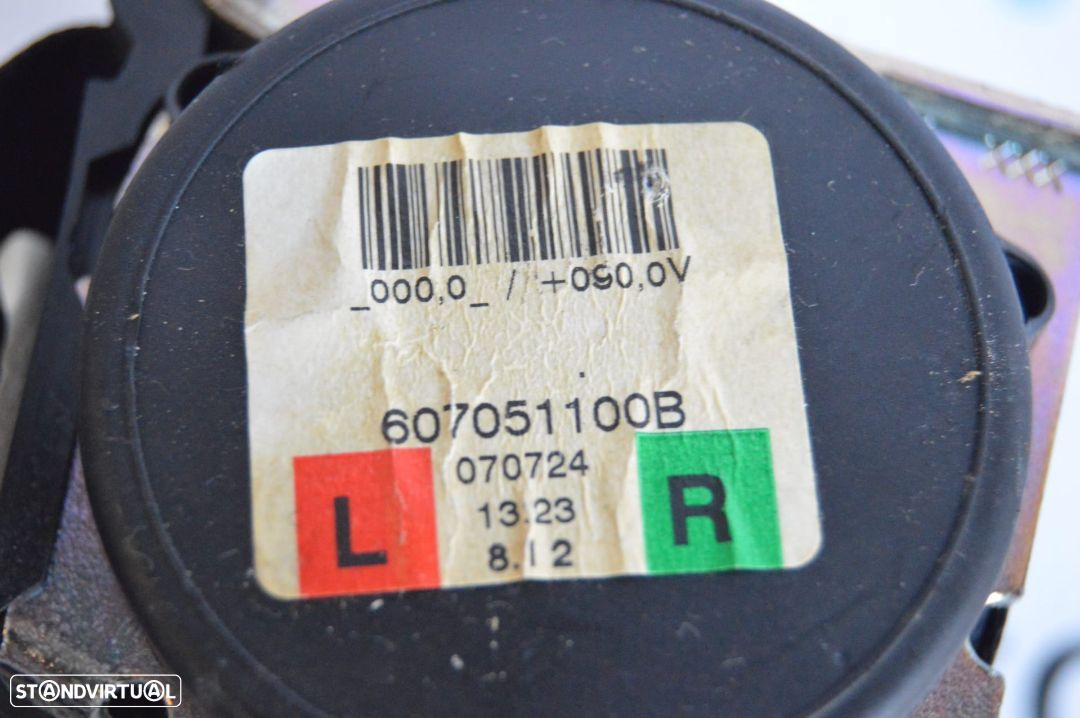 _000,0_ / +090,0V
607051100B
070724
13.23
8.12
L
R
STANDVIRTUAL